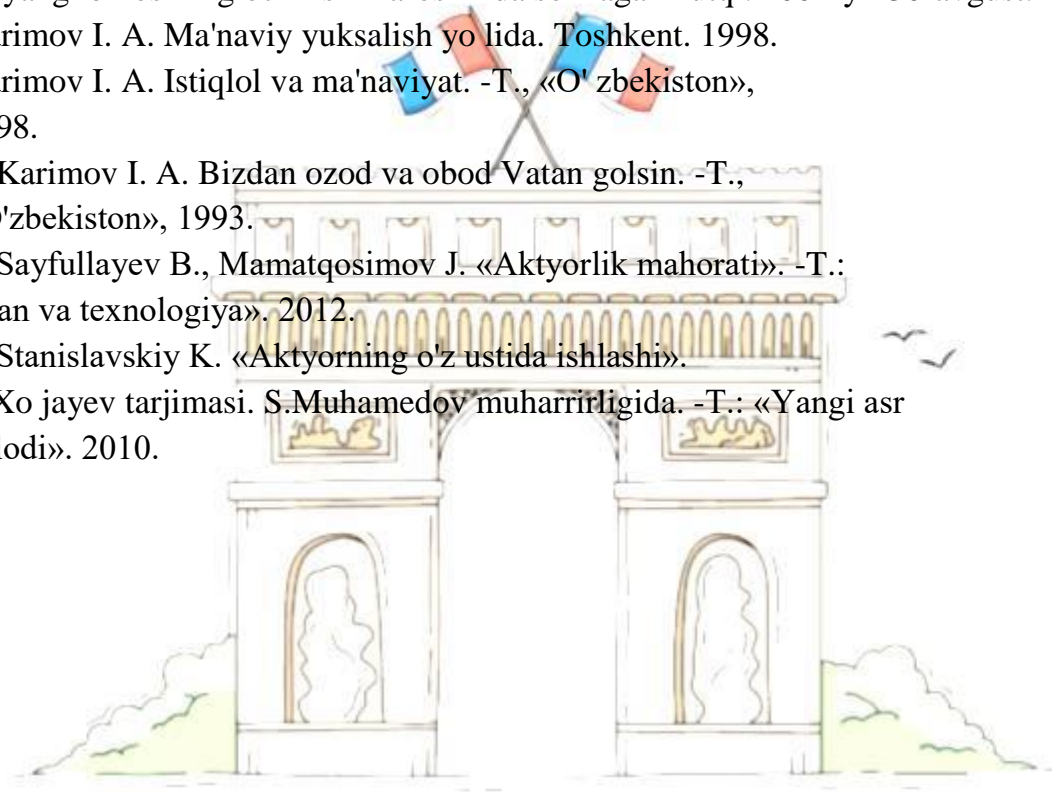 rimov I. A. Ma'naviy yuksalish yo lida. Toshkent. 1998.
rimov I. A. Istiqlol va ma'naviyat. -T., «O' zbekiston»,
98.
Karimov I. A. Bizdan ozod va obod Vatan golsin. -T.,
'zbekiston», 1993.
Sayfullayev B., Mamatqosimov J. «Aktyorlik mahorati». -T.:
an va texnologiya». 2012.
Stanislavskiy K. «Aktyorning o'z ustida ishlashi».
Xo jayev tarjimasi. S.Muhamedov muharrirligida. -T.: «Yangi asr
lodi». 2010.